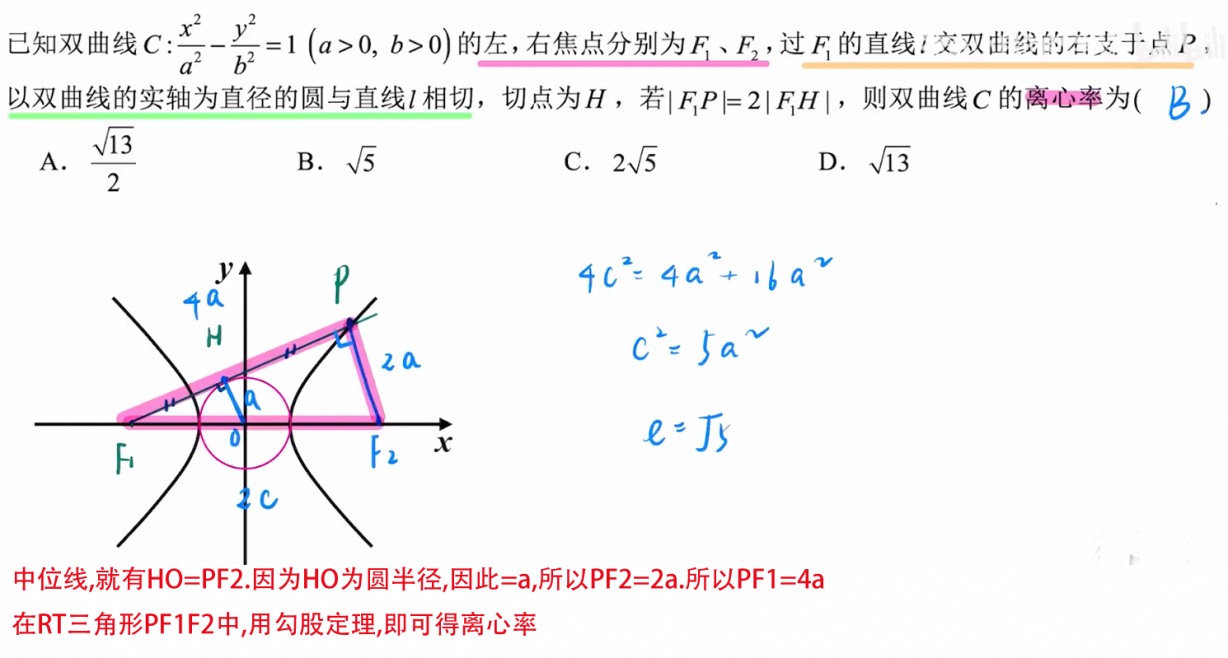 已知双曲线C:x²/a²−y²/b²=1 (a>0, b>0)的左,右焦点分别为F₁、F₂,过F₁的直线l交双曲线的右支于点P,
以双曲线的实轴为直径的圆与直线l相切，切点为H，若|F₁P|=2|F₁H|，则双曲线C的离心率为( B )
A. √13/2 B. √5 C. 2√5 D. √13
y
P
4a
4c²=4a²+16a²
H
c²=5a²
2a
a
e=√5
O
x
F₁
F₂
2c
中位线,就有HO=PF2.因为HO为圆半径,因此=a,所以PF2=2a.所以PF1=4a
在RT三角形PF1F2中,用勾股定理,即可得离心率